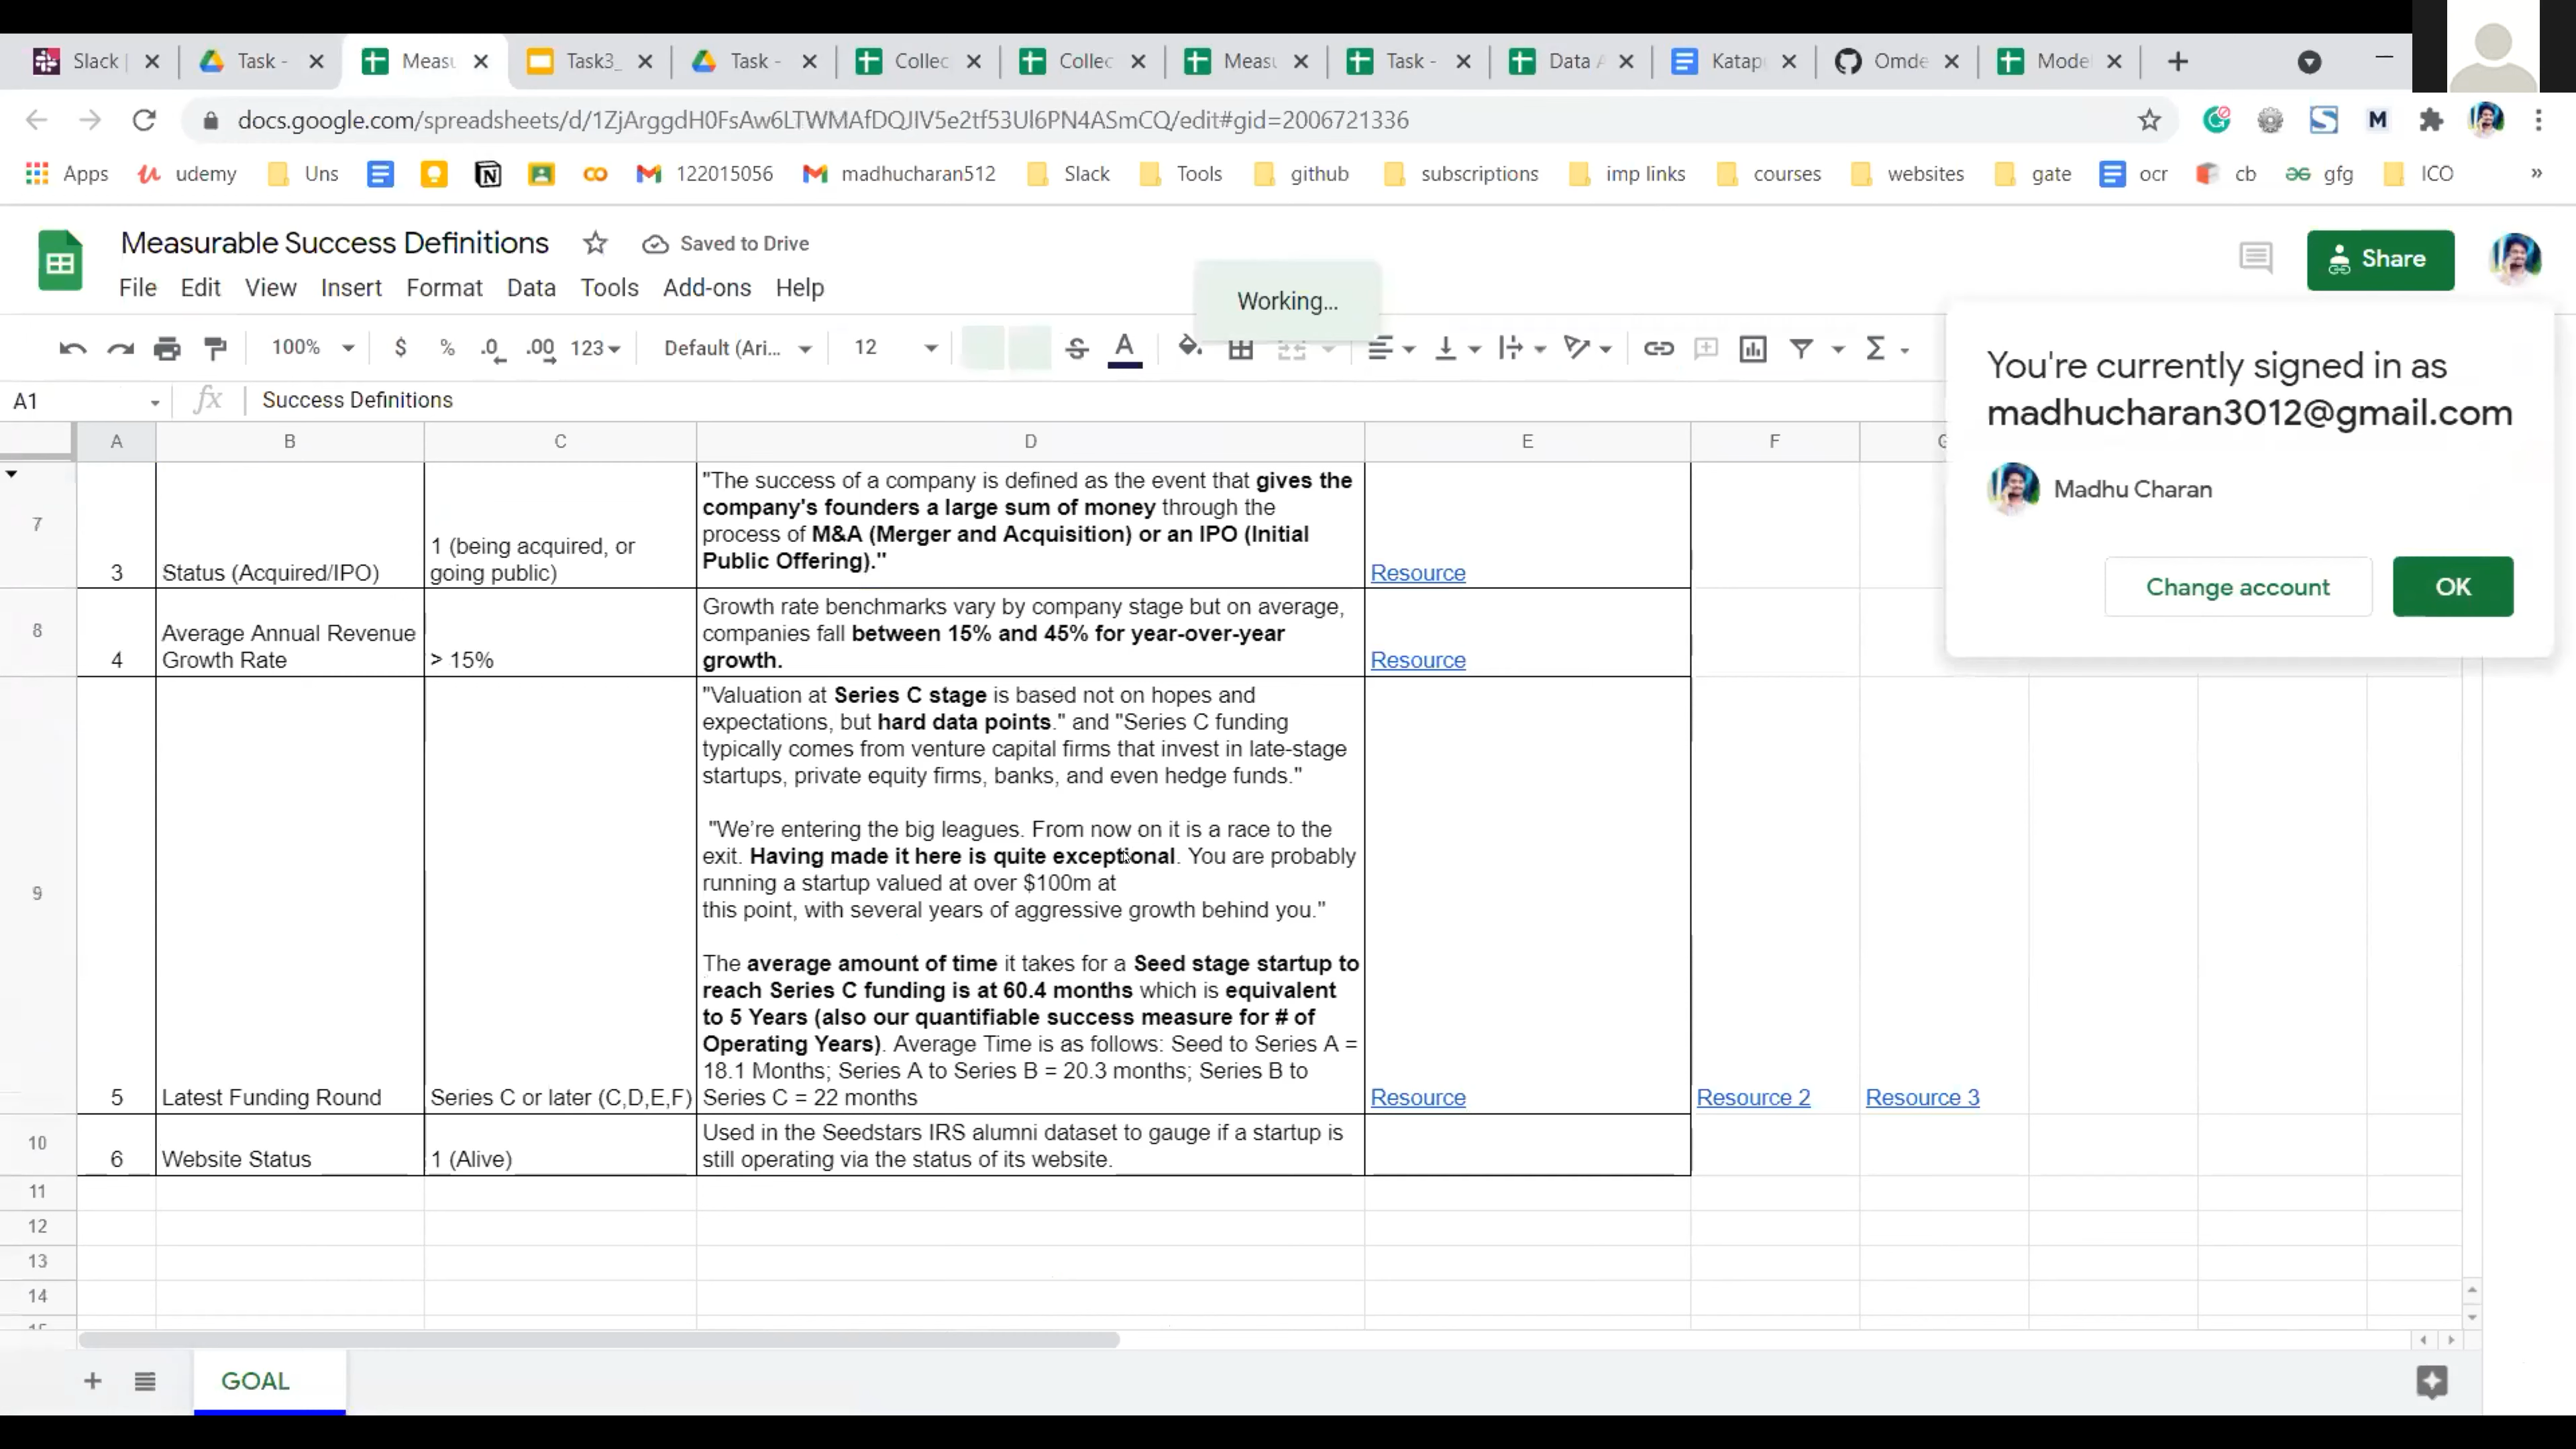 Slack |
Task -
Measu
Task3_
Task -
Collec
Collec
Measu
Task -
Data A
Katapu
Omde
Mode
docs.google.com/spreadsheets/d/1ZjArggdH0FsAw6LTWMAfDQJIV5e2tf53Ul6PN4ASmCQ/edit#gid=2006721336
Apps
udemy
Uns
122015056
madhucharan512
Slack
Tools
github
subscriptions
imp links
courses
websites
gate
ocr
cb
gfg
ICO
»
Measurable Success Definitions
Saved to Drive
Share
File Edit View Insert Format Data Tools Add-ons Help
Working...
100% $ % .0 .00 123 Default (Ari... 12
A1 fx Success Definitions
You're currently signed in as
madhucharan3012@gmail.com
Madhu Charan
Change account OK
A B C D E F G
7
3
Status (Acquired/IPO)
1 (being acquired, or
going public)
"The success of a company is defined as the event that gives the
company's founders a large sum of money through the
process of M&A (Merger and Acquisition) or an IPO (Initial
Public Offering)."
Resource
8
4
Average Annual Revenue
Growth Rate
> 15%
Growth rate benchmarks vary by company stage but on average,
companies fall between 15% and 45% for year-over-year
growth.
Resource
9
5
Latest Funding Round
Series C or later (C,D,E,F)
"Valuation at Series C stage is based not on hopes and
expectations, but hard data points." and "Series C funding
typically comes from venture capital firms that invest in late-stage
startups, private equity firms, banks, and even hedge funds."
"We're entering the big leagues. From now on it is a race to the
exit. Having made it here is quite exceptional. You are probably
running a startup valued at over $100m at
this point, with several years of aggressive growth behind you."
The average amount of time it takes for a Seed stage startup to
reach Series C funding is at 60.4 months which is equivalent
to 5 Years (also our quantifiable success measure for # of
Operating Years). Average Time is as follows: Seed to Series A =
18.1 Months; Series A to Series B = 20.3 months; Series B to
Series C = 22 months
Resource
Resource 2
Resource 3
10
6
Website Status
1 (Alive)
Used in the Seedstars IRS alumni dataset to gauge if a startup is
still operating via the status of its website.
11
12
13
14
GOAL